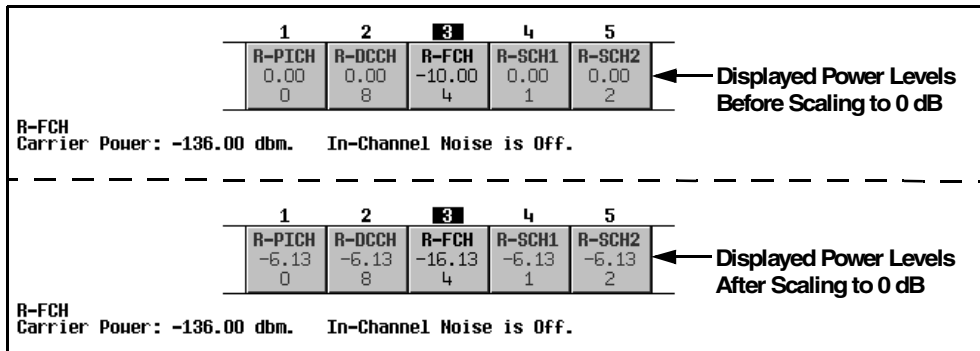 1 2 3 4 5
R-PICH R-DCCH R-FCH R-SCH1 R-SCH2
0.00 0.00 -10.00 0.00 0.00
0 8 4 1 2
Displayed Power Levels
Before Scaling to 0 dB
R-FCH
Carrier Power: -136.00 dbm. In-Channel Noise is Off.
1 2 3 4 5
R-PICH R-DCCH R-FCH R-SCH1 R-SCH2
-6.13 -6.13 -16.13 -6.13 -6.13
0 8 4 1 2
Displayed Power Levels
After Scaling to 0 dB
R-FCH
Carrier Power: -136.00 dbm. In-Channel Noise is Off.